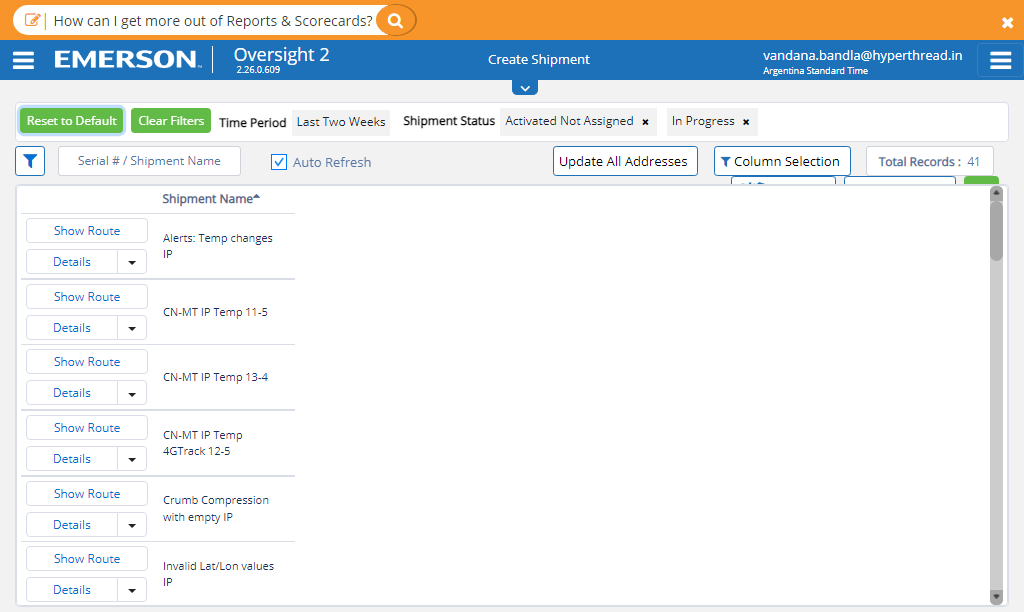 How can I get more out of Reports & Scorecards?
EMERSON
Oversight 2
2.26.0.609
Create Shipment
vandana.bandla@hyperthread.in
Argentina Standard Time
Reset to Default
Clear Filters
Time Period
Last Two Weeks
Shipment Status
Activated Not Assigned ×
In Progress ×
Serial # / Shipment Name
Auto Refresh
Update All Addresses
Column Selection
Total Records : 41
Shipment Name
Show Route
Details
Alerts: Temp changes
IP
Show Route
Details
CN-MT IP Temp 11-5
Show Route
Details
CN-MT IP Temp 13-4
Show Route
Details
CN-MT IP Temp
4GTrack 12-5
Show Route
Details
Crumb Compression
with empty IP
Show Route
Details
Invalid Lat/Lon values
IP